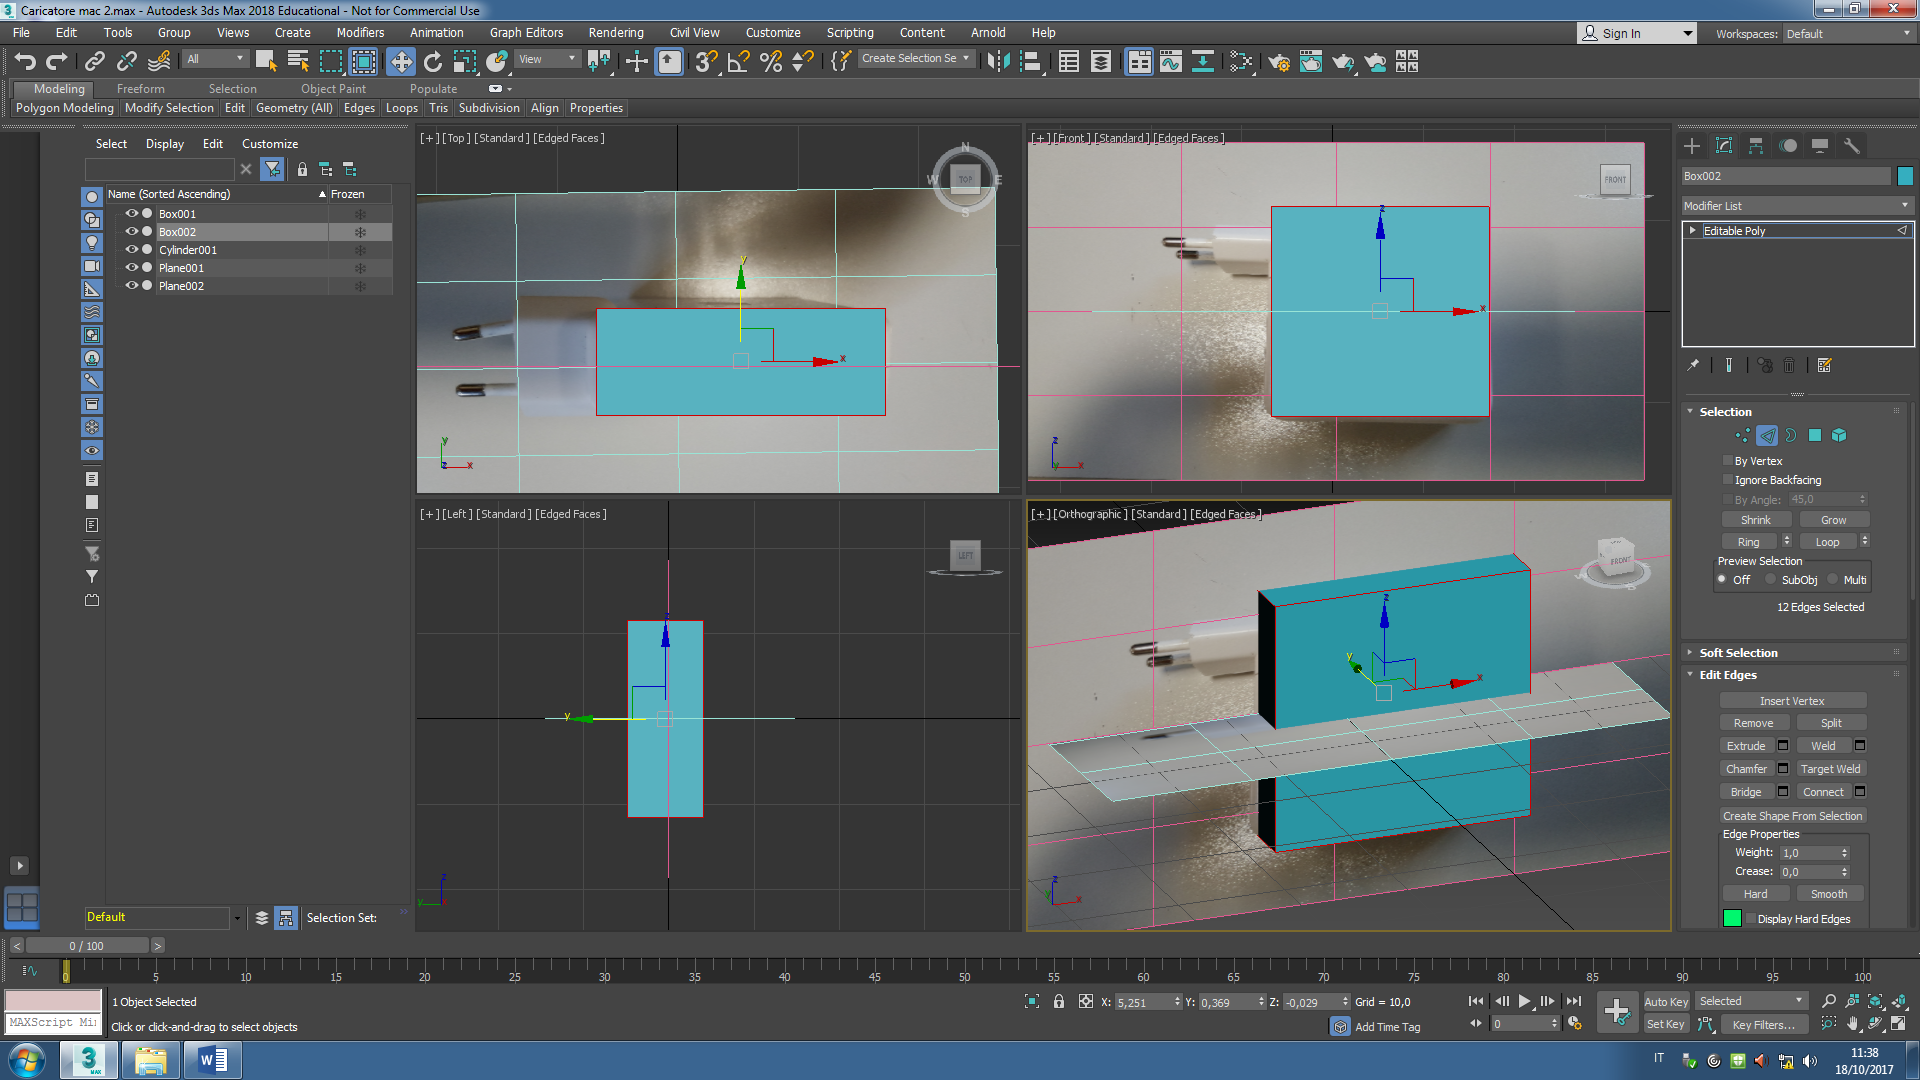 Caricatore mac 2.max - Autodesk 3ds Max 2018 Educational - Not for Commercial Use
File Edit Tools Group Views Create Modifiers Animation Graph Editors Rendering Civil View Customize Scripting Content Arnold Help
Sign In Workspaces: Default
All View Create Selection Se
Modeling Freeform Selection Object Paint Populate
Polygon Modeling Modify Selection Edit Geometry (All) Edges Loops Tris Subdivision Align Properties
Select Display Edit Customize
Name (Sorted Ascending) Frozen
Box001
Box002
Cylinder001
Plane001
Plane002
Default Selection Set:
[+] [Top] [Standard] [Edged Faces]
N
W TOP E
S
y
x
y
z x
[+] [Front] [Standard] [Edged Faces]
FRONT
z
x
z
y x
[+] [Left] [Standard] [Edged Faces]
LEFT
z
y
z
y
[+] [Orthographic] [Standard] [Edged Faces]
FRONT
z
y
x
z
y x
Box002
Modifier List
Editable Poly
Selection
By Vertex
Ignore Backfacing
By Angle: 45,0
Shrink Grow
Ring Loop
Preview Selection
Off SubObj Multi
12 Edges Selected
Soft Selection
Edit Edges
Insert Vertex
Remove Split
Extrude Weld
Chamfer Target Weld
Bridge Connect
Create Shape From Selection
Edge Properties
Weight: 1,0
Crease: 0,0
Hard Smooth
Display Hard Edges
< 0 / 100 >
0 5 10 15 20 25 30 35 40 45 50 55 60 65 70 75 80 85 90 95 100
1 Object Selected
X: 5,251 Y: 0,369 Z: -0,029 Grid = 10,0
Auto Key Selected
MAXScript Mi
Click or click-and-drag to select objects
Add Time Tag
0
Set Key Key Filters...
3 MAX
W
IT
11:38
18/10/2017